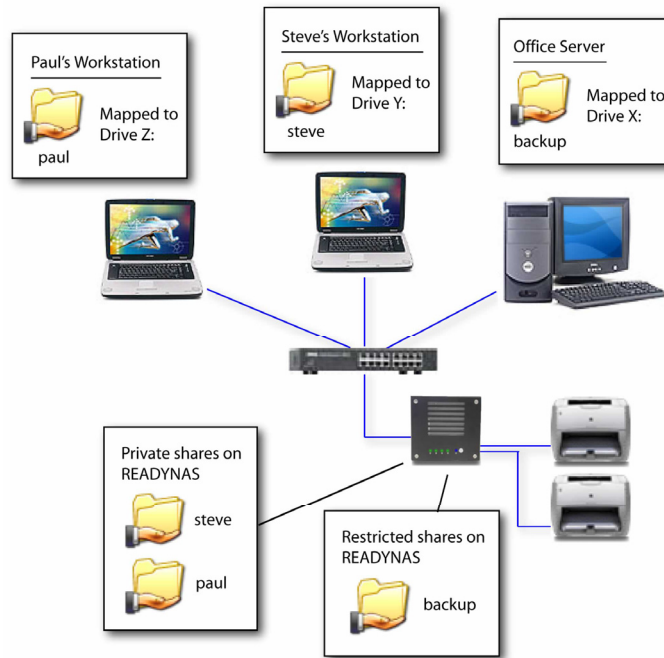 Paul's Workstation
Mapped to
Drive Z:
paul
Steve's Workstation
Mapped to
Drive Y:
steve
Office Server
Mapped to
Drive X:
backup
Private shares on
READYNAS
steve
paul
Restricted shares on
READYNAS
backup